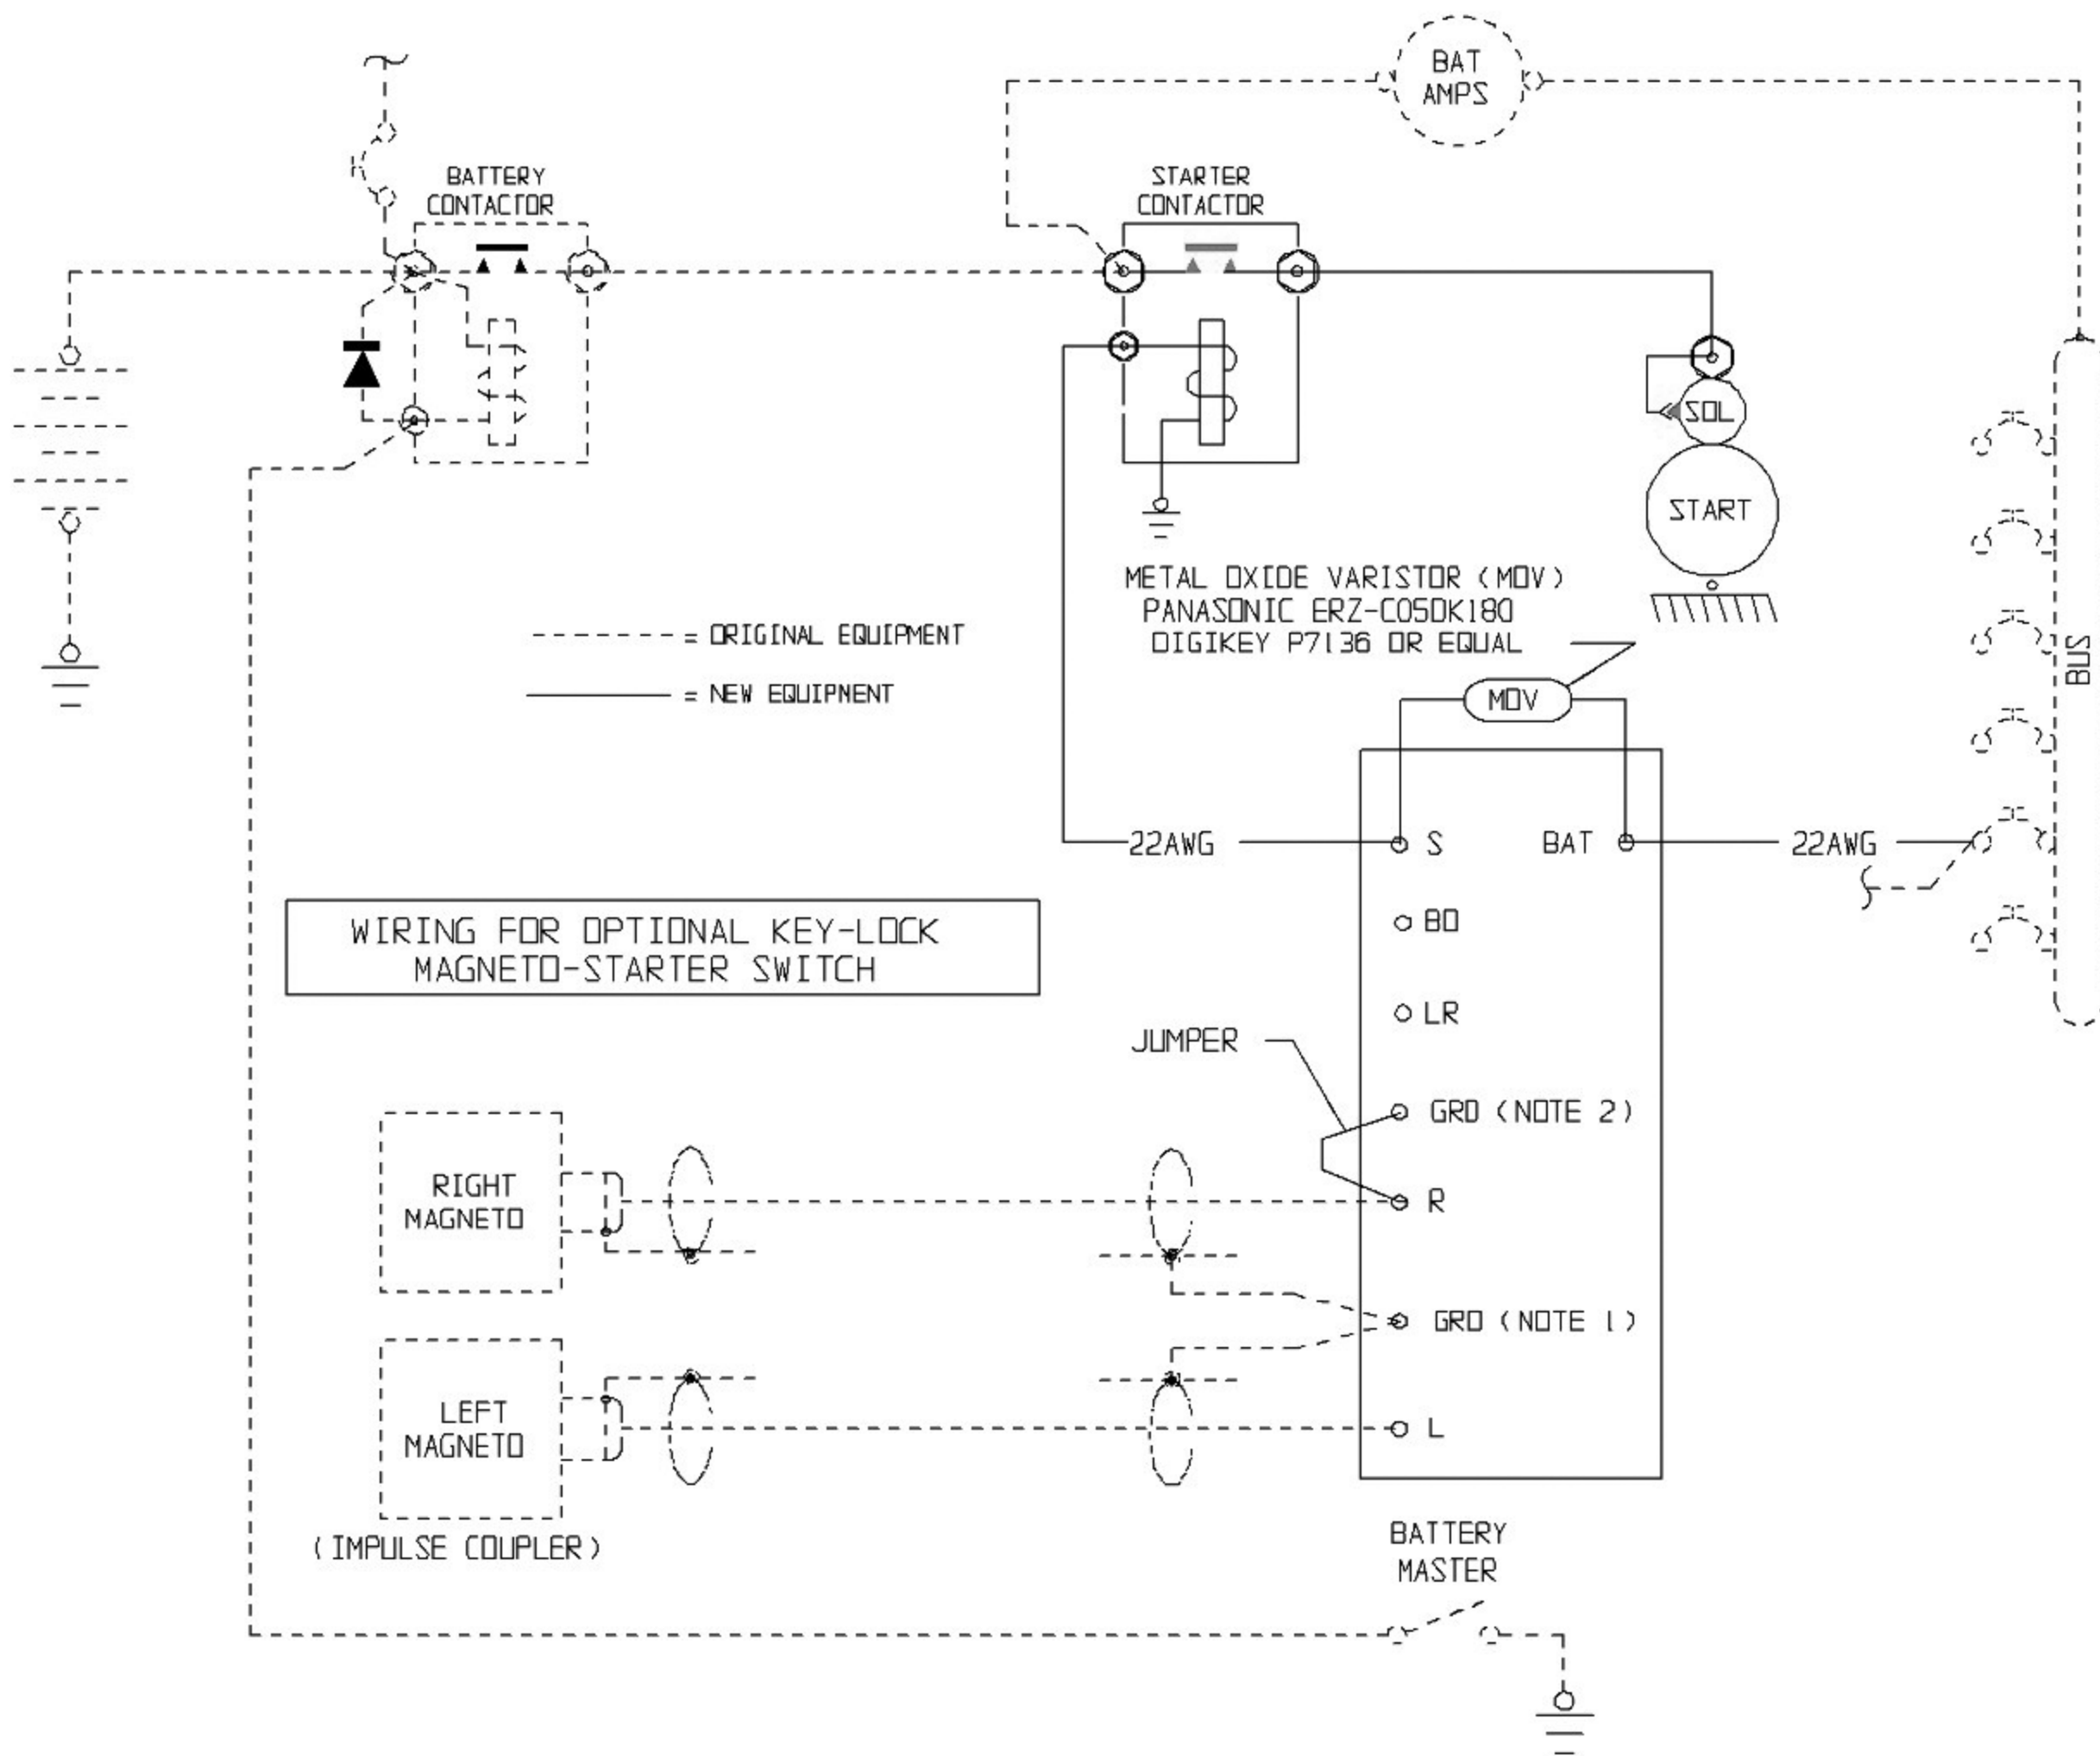 BAT
AMPS
BATTERY
CONTACTOR
STARTER
CONTACTOR
SOL
START
METAL OXIDE VARISTOR (MOV)
PANASONIC ERZ-C05DK180
DIGIKEY P7136 OR EQUAL
= ORIGINAL EQUIPMENT
= NEW EQUIPMENT
BUS
MOV
22AWG
S
BAT
22AWG
BO
WIRING FOR OPTIONAL KEY-LOCK
MAGNETO-STARTER SWITCH
LR
JUMPER
GRD (NOTE 2)
RIGHT
MAGNETO
R
GRD (NOTE 1)
LEFT
MAGNETO
L
(IMPULSE COUPLER)
BATTERY
MASTER